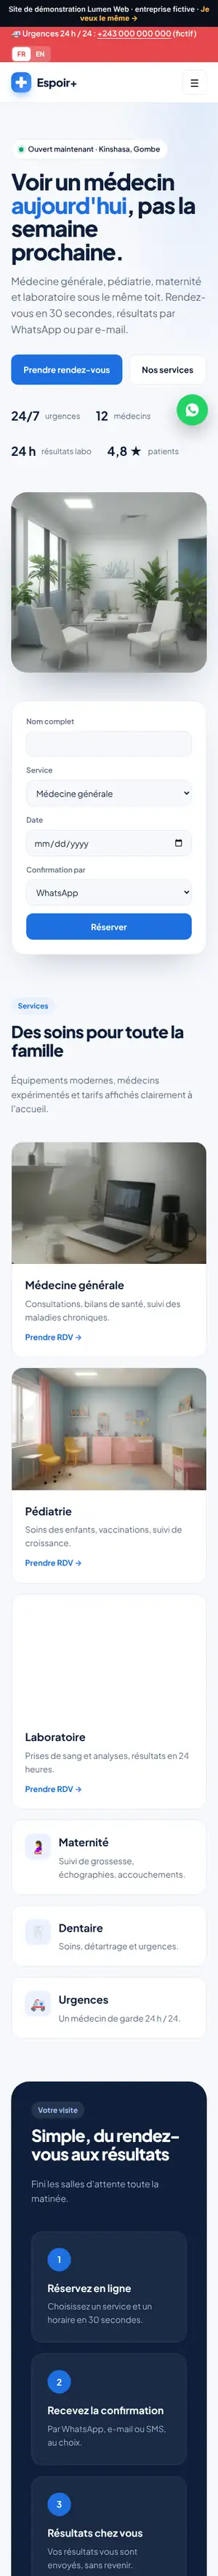 Site de démonstration Lumen Web · entreprise fictive · Je
veux le même →
🚑 Urgences 24 h / 24 : +243 000 000 000 (fictif)
FR EN
Espoir+
Ouvert maintenant · Kinshasa, Gombe
Voir un médecin
aujourd'hui, pas la
semaine
prochaine.
Médecine générale, pédiatrie, maternité
et laboratoire sous le même toit. Rendez-
vous en 30 secondes, résultats par
WhatsApp ou par e-mail.
Prendre rendez-vous
Nos services
24/7 urgences 12 médecins
24 h résultats labo 4,8 ★ patients
Nom complet
Service
Médecine générale
Date
mm/dd/yyyy
Confirmation par
WhatsApp
Réserver
Services
Des soins pour toute la
famille
Équipements modernes, médecins
expérimentés et tarifs affichés clairement à
l'accueil.
Médecine générale
Consultations, bilans de santé, suivi des
maladies chroniques.
Prendre RDV →
Pédiatrie
Soins des enfants, vaccinations, suivi de
croissance.
Prendre RDV →
Laboratoire
Prises de sang et analyses, résultats en 24
heures.
Prendre RDV →
Maternité
Suivi de grossesse,
échographies, accouchements.
Dentaire
Soins, détartrage et urgences.
Urgences
Un médecin de garde 24 h / 24.
Votre visite
Simple, du rendez-
vous aux résultats
Fini les salles d'attente toute la
matinée.
1
Réservez en ligne
Choisissez un service et un
horaire en 30 secondes.
2
Recevez la confirmation
Par WhatsApp, e-mail ou SMS,
au choix.
3
Résultats chez vous
Vos résultats vous sont
envoyés, sans revenir.